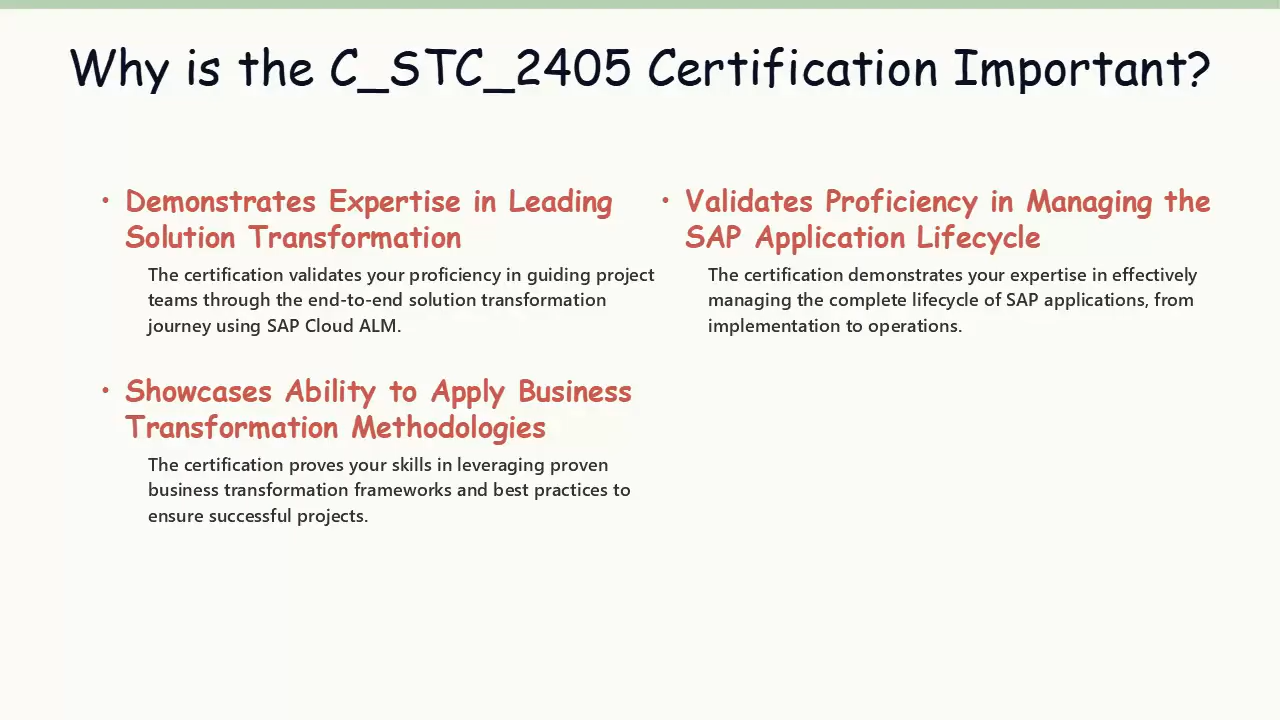 Why is the C_STC_2405 Certification Important?
• Demonstrates Expertise in Leading
Solution Transformation
The certification validates your proficiency in guiding project
teams through the end-to-end solution transformation
journey using SAP Cloud ALM.
• Showcases Ability to Apply Business
Transformation Methodologies
The certification proves your skills in leveraging proven
business transformation frameworks and best practices to
ensure successful projects.
• Validates Proficiency in Managing the
SAP Application Lifecycle
The certification demonstrates your expertise in effectively
managing the complete lifecycle of SAP applications, from
implementation to operations.